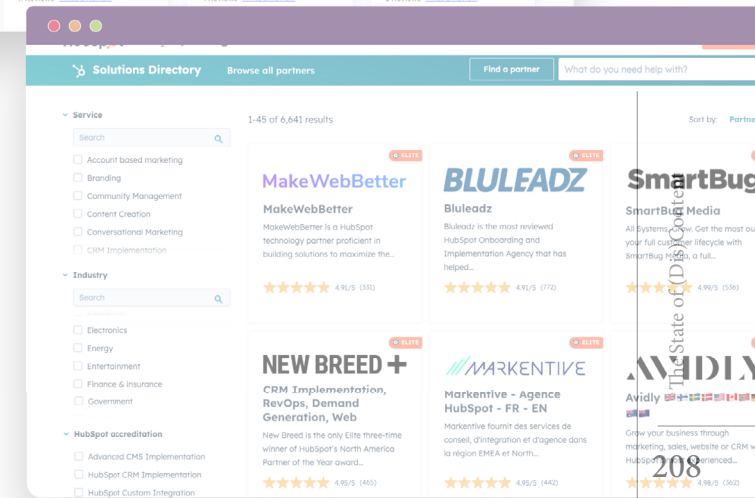 Solutions Directory
Browse all partners
Find a partner
What do you need help with?
Service
Search
Account based marketing
Branding
Community Management
Content Creation
Conversational Marketing
CRM Implementation
Industry
Search
Electronics
Energy
Entertainment
Finance & Insurance
Government
HubSpot accreditation
Advanced CMS Implementation
HubSpot CRM Implementation
HubSpot Custom Integration
1-45 of 6,641 results
Sort by: Partne
ELITE
MakeWebBetter
MakeWebBetter
MakeWebBetter is a HubSpot
technology partner proficient in
building solutions to maximize the...
4.91/5 (331)
ELITE
BLULEADZ
Bluleadz
Bluleadz is the most reviewed
HubSpot Onboarding and
Implementation Agency that has
helped...
4.91/5 (772)
SmartBug
SmartBug Media
All Systems. Grow. Get the most ou
your full customer lifecycle with
SmartBug Media, a full...
4.99/5 (536)
ELITE
NEW BREED +
CRM Implementation,
RevOps, Demand
Generation, Web
New Breed is the only Elite three-time
winner of HubSpot's North America
Partner of the Year award...
4.95/5 (465)
ELITE
MARKENTIVE
Markentive - Agence
HubSpot - FR - EN
Markentive fournit des services de
conseil, d'intégration et d'agence dans
la région EMEA et North...
4.95/5 (442)
AVIDLY
Avidly
Grow your business through
marketing, sales, website or CRM w
HubSpot's most experienced...
4.98/5 (362)
The State of (Dis)Content
208